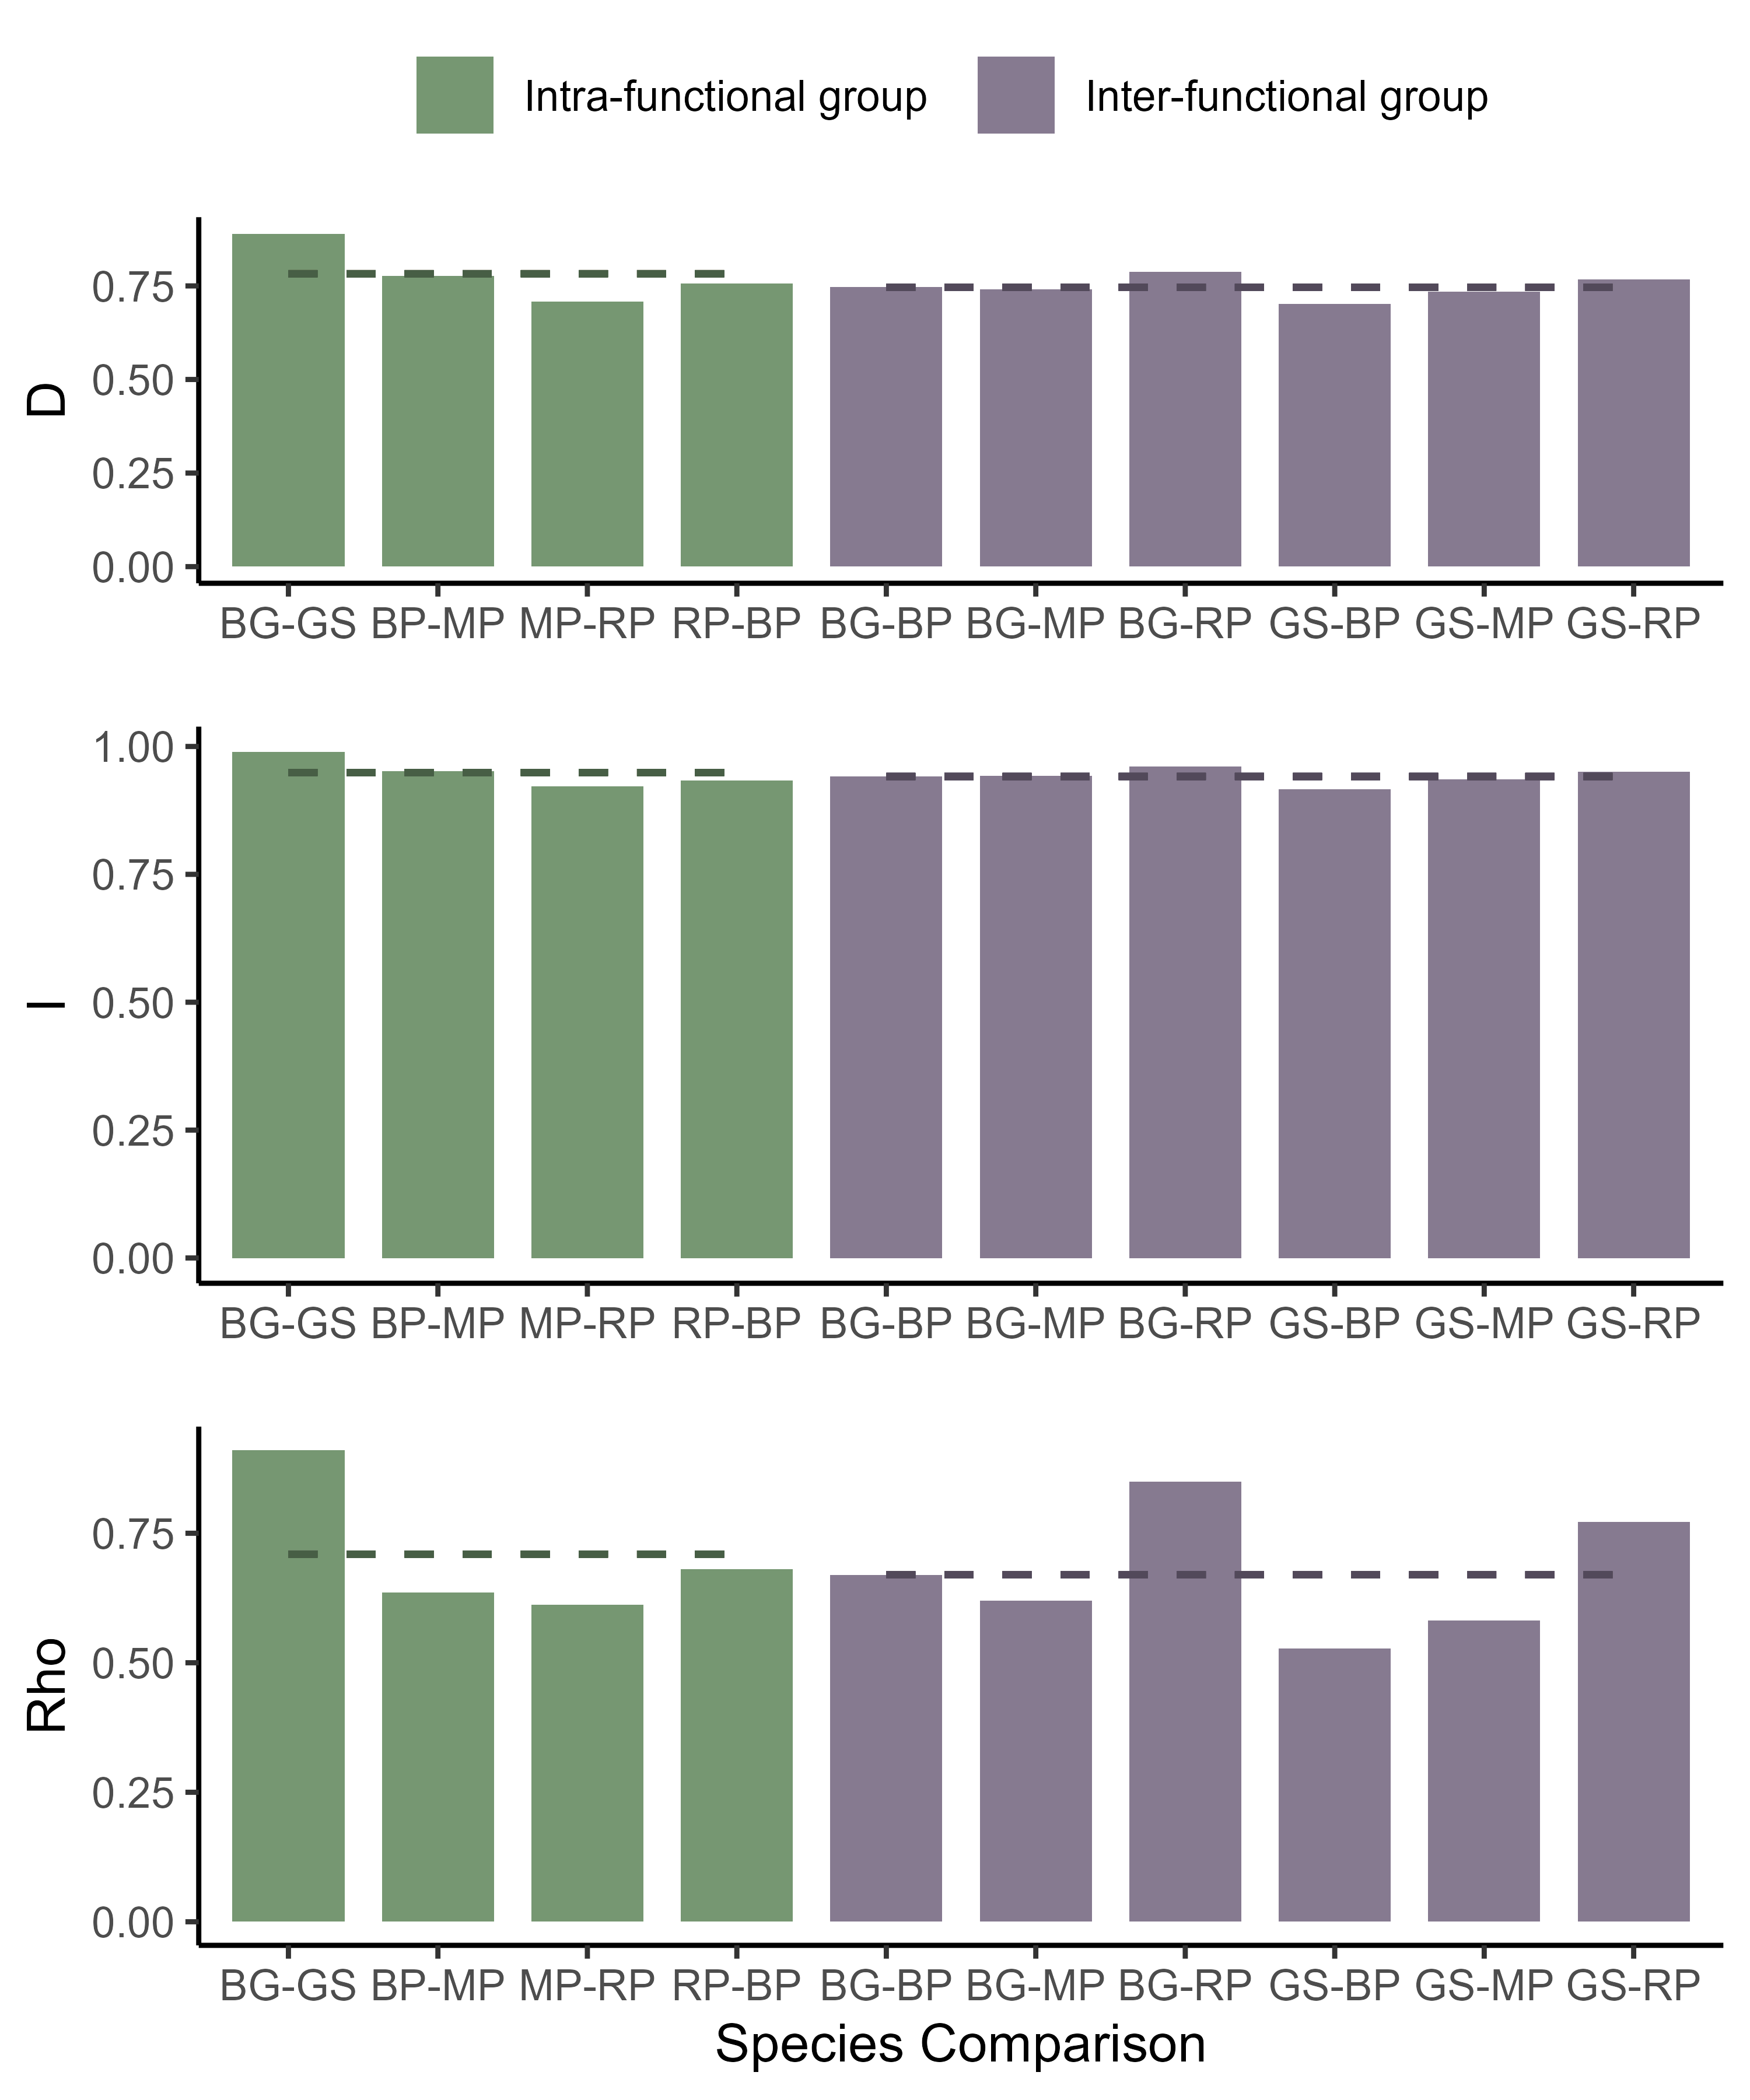 Intra-functional group Inter-functional group
D
0.75
0.50
0.25
0.00
BG-GS BP-MP MP-RP RP-BP BG-BP BG-MP BG-RP GS-BP GS-MP GS-RP
I
1.00
0.75
0.50
0.25
0.00
BG-GS BP-MP MP-RP RP-BP BG-BP BG-MP BG-RP GS-BP GS-MP GS-RP
Rho
0.75
0.50
0.25
0.00
BG-GS BP-MP MP-RP RP-BP BG-BP BG-MP BG-RP GS-BP GS-MP GS-RP
Species Comparison